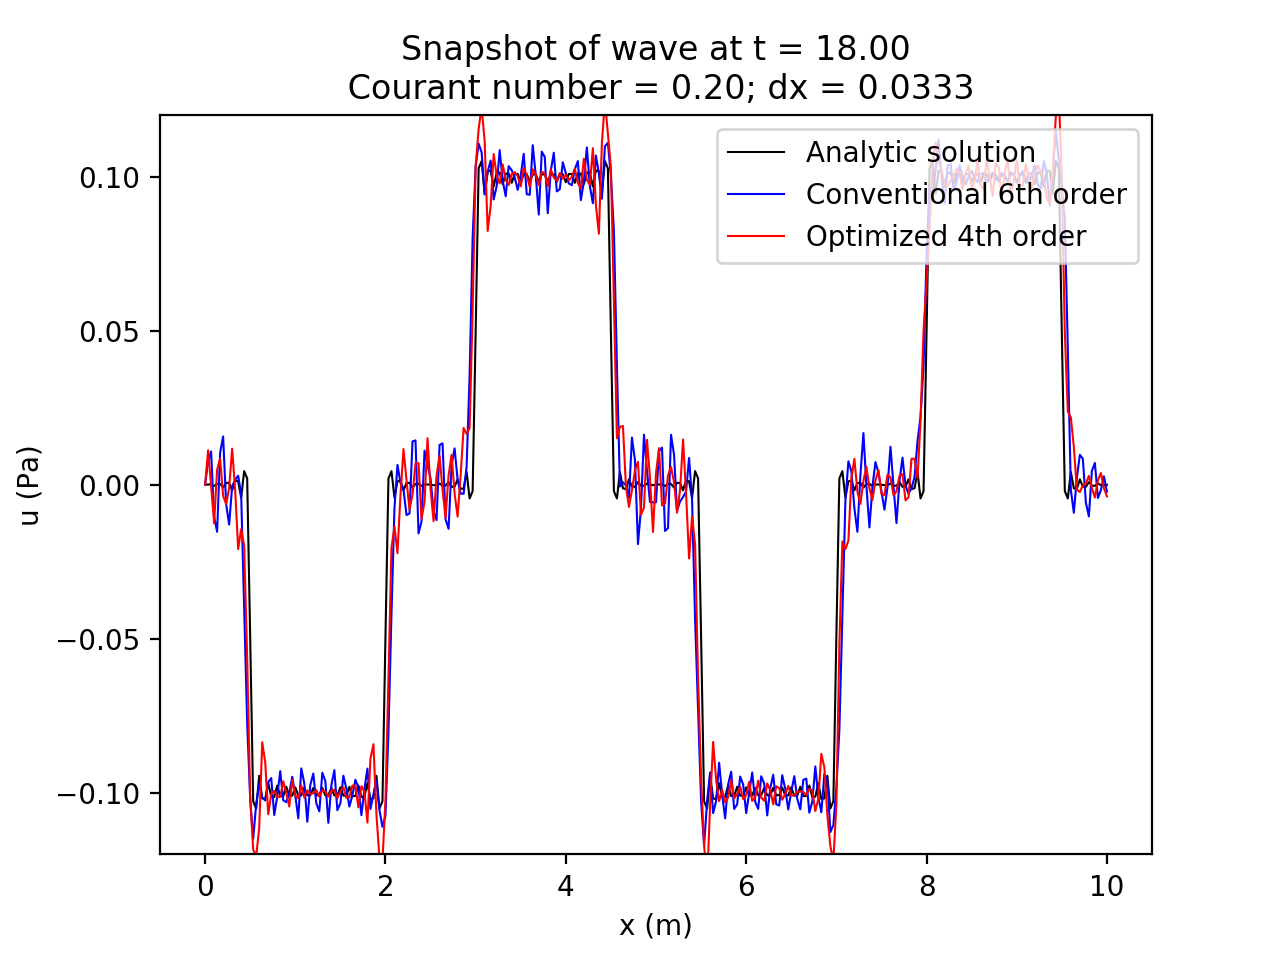 Snapshot of wave at t = 18.00
Courant number = 0.20; dx = 0.0333
Analytic solution
Conventional 6th order
Optimized 4th order
0.10
0.05
0.00
−0.05
−0.10
u (Pa)
0 2 4 6 8 10
x (m)